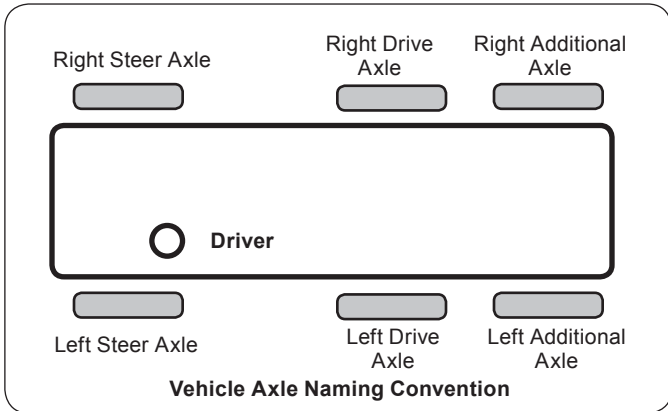 Right Steer Axle
Right Drive
Axle
Right Additional
Axle
Driver
Left Steer Axle
Left Drive
Axle
Left Additional
Axle
Vehicle Axle Naming Convention